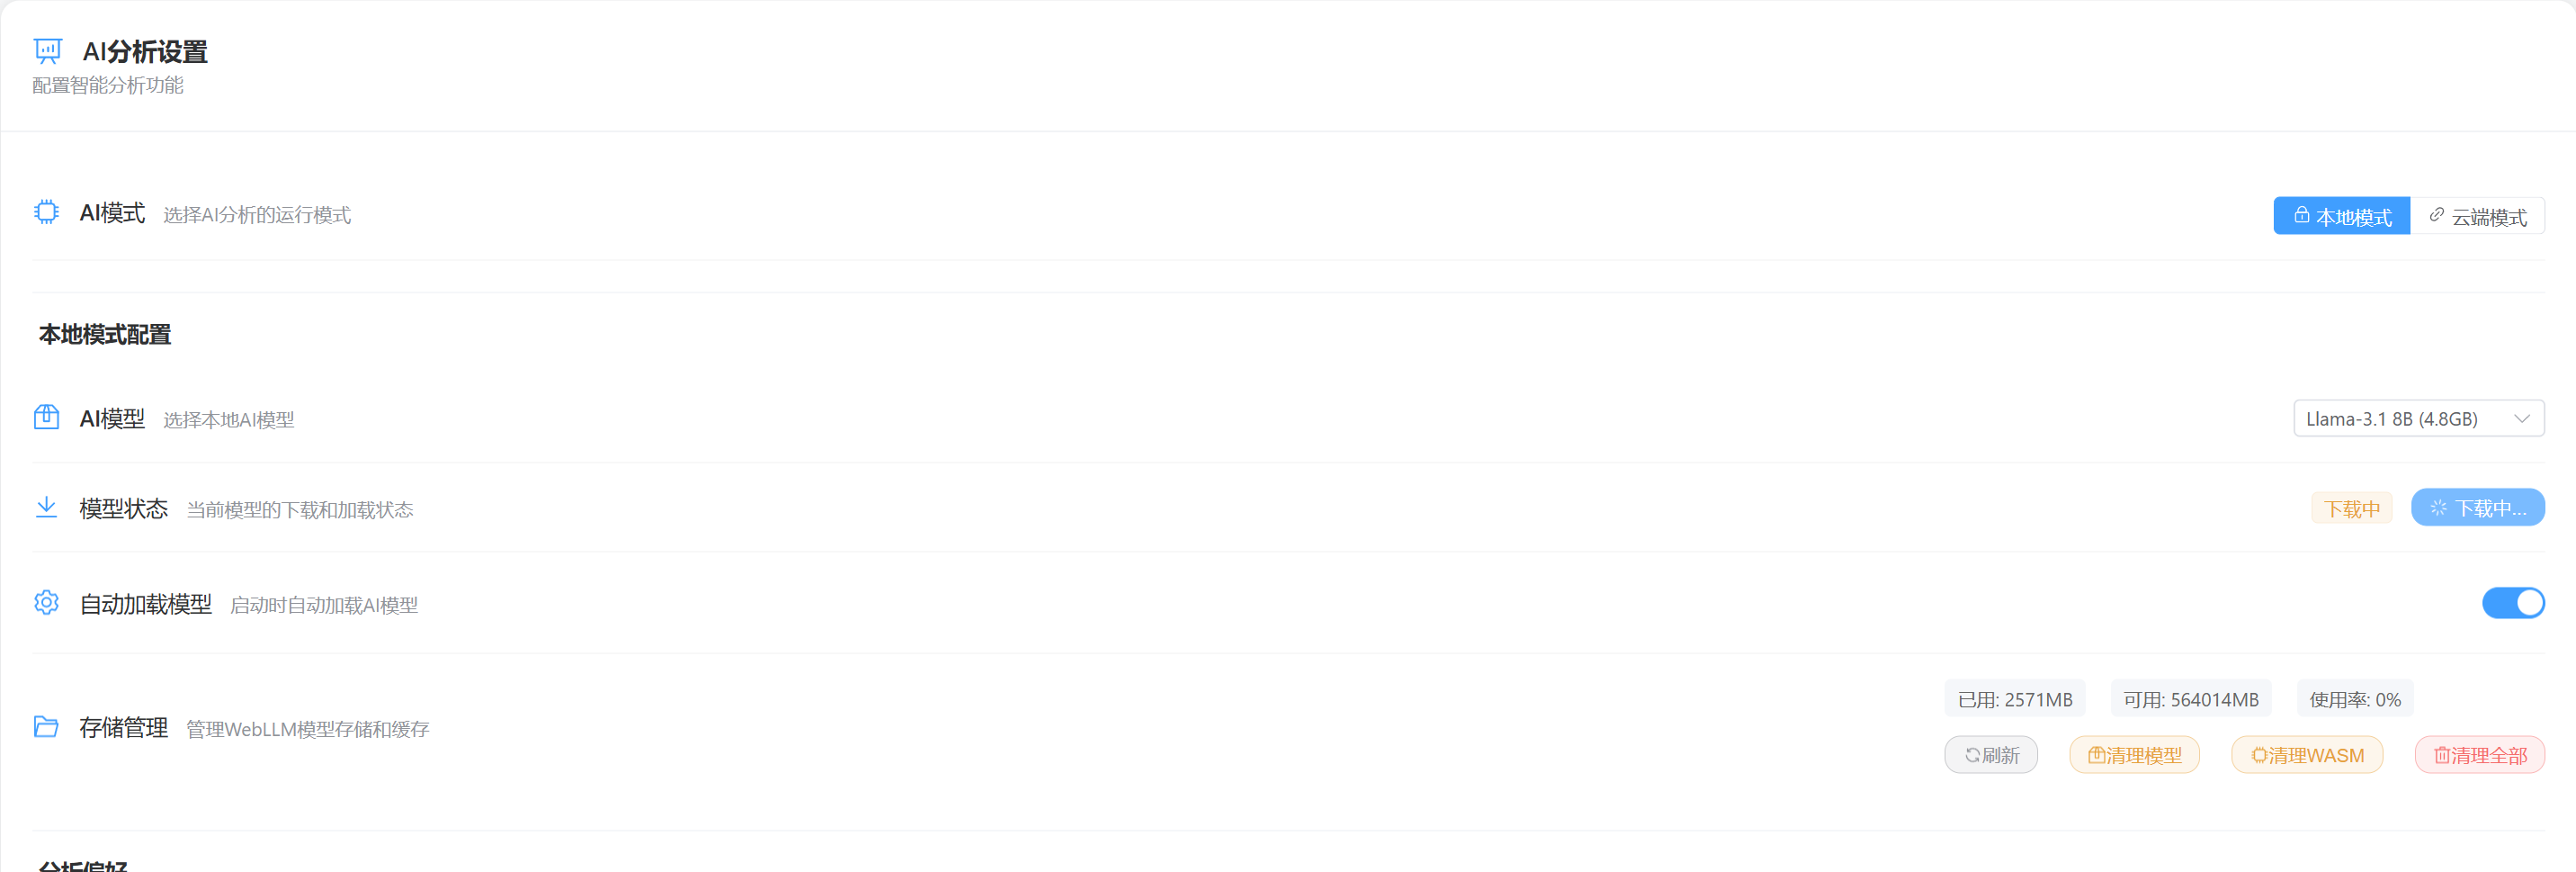 AI分析设置
配置智能分析功能
AI模式 选择AI分析的运行模式 本地模式 云端模式
本地模式配置
AI模型 选择本地AI模型 Llama-3.1 8B (4.8GB)
模型状态 当前模型的下载和加载状态 下载中 下载中...
自动加载模型 启动时自动加载AI模型
存储管理 管理WebLLM模型存储和缓存
已用: 2571MB 可用: 564014MB 使用率: 0%
刷新 清理模型 清理WASM 清理全部
分析偏好